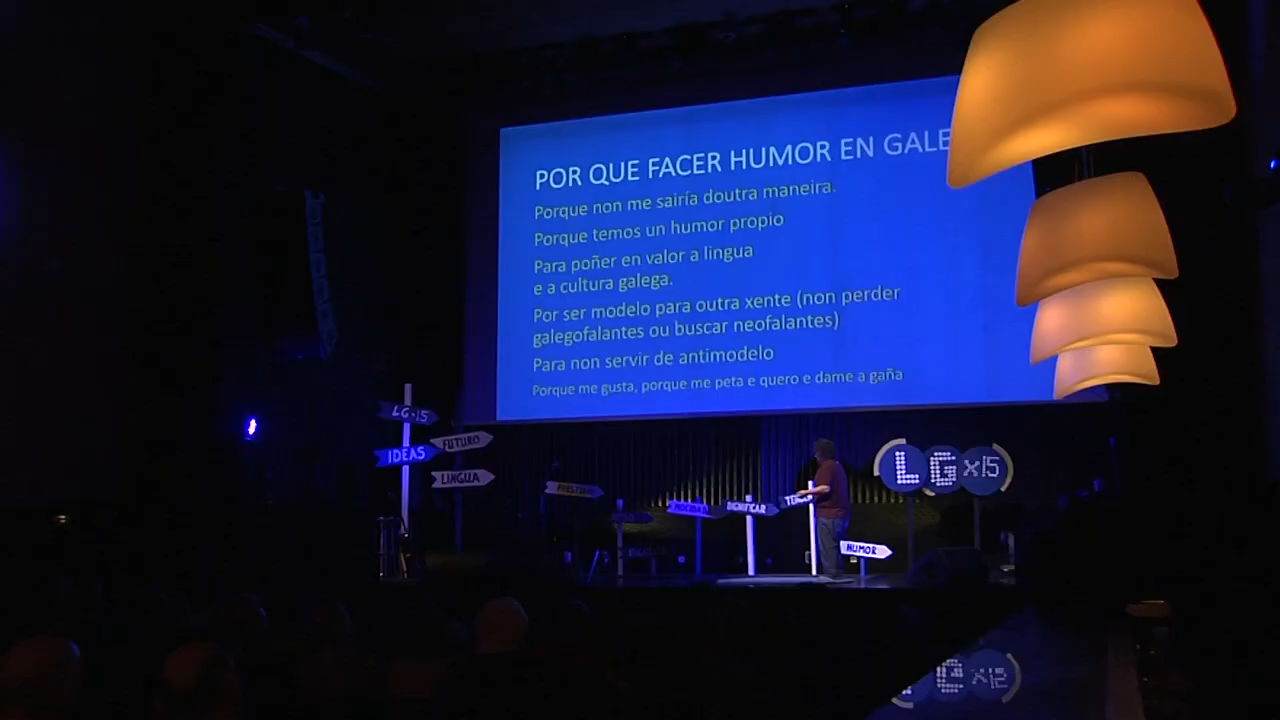 POR QUE FACER HUMOR EN GALE
Porque non me sairía doutra maneira.
Porque temos un humor propio
Para poñer en valor a lingua
e a cultura galega.
Por ser modelo para outra xente (non perder
galegofalantes ou buscar neofalantes)
Para non servir de antimodelo
Porque me gusta, porque me peta e quero e dame a gaña
LG-15
FUTURO
IDEAS
LINGUA
DIGNIFICAR
HUMOR
LG x15